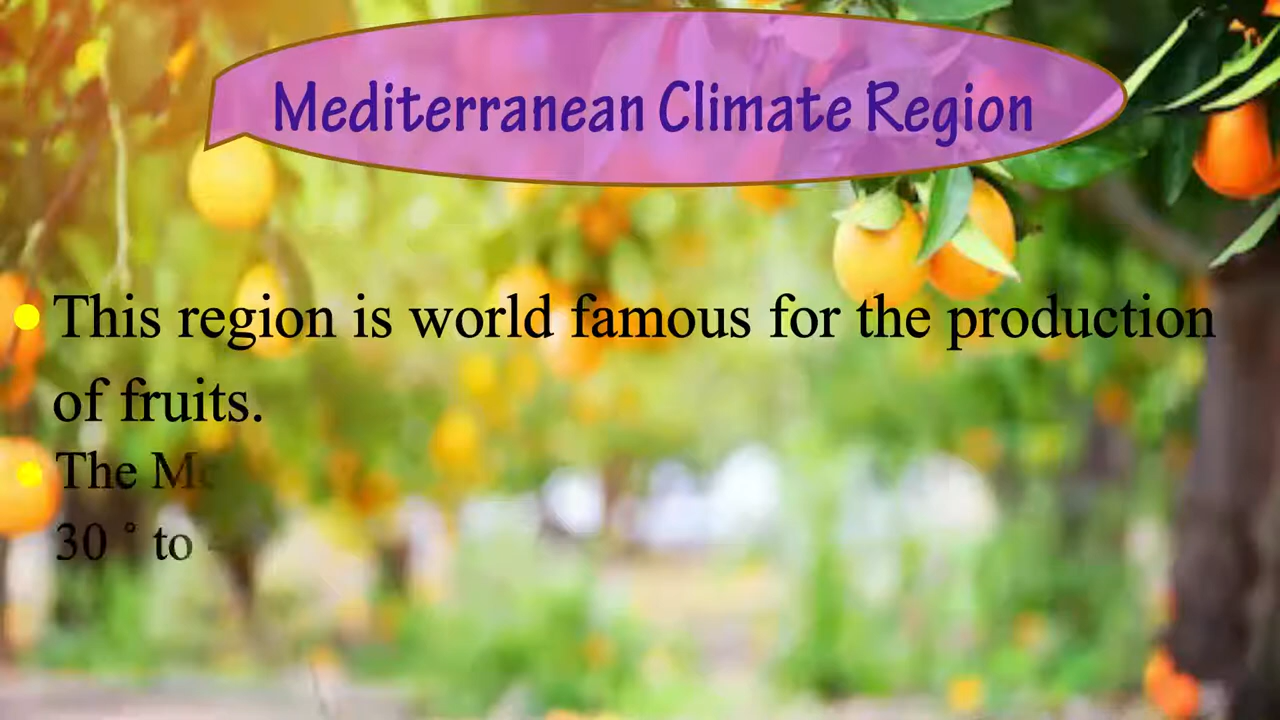 Mediterranean Climate Region
This region is world famous for the production
of fruits.
The
30 ° to